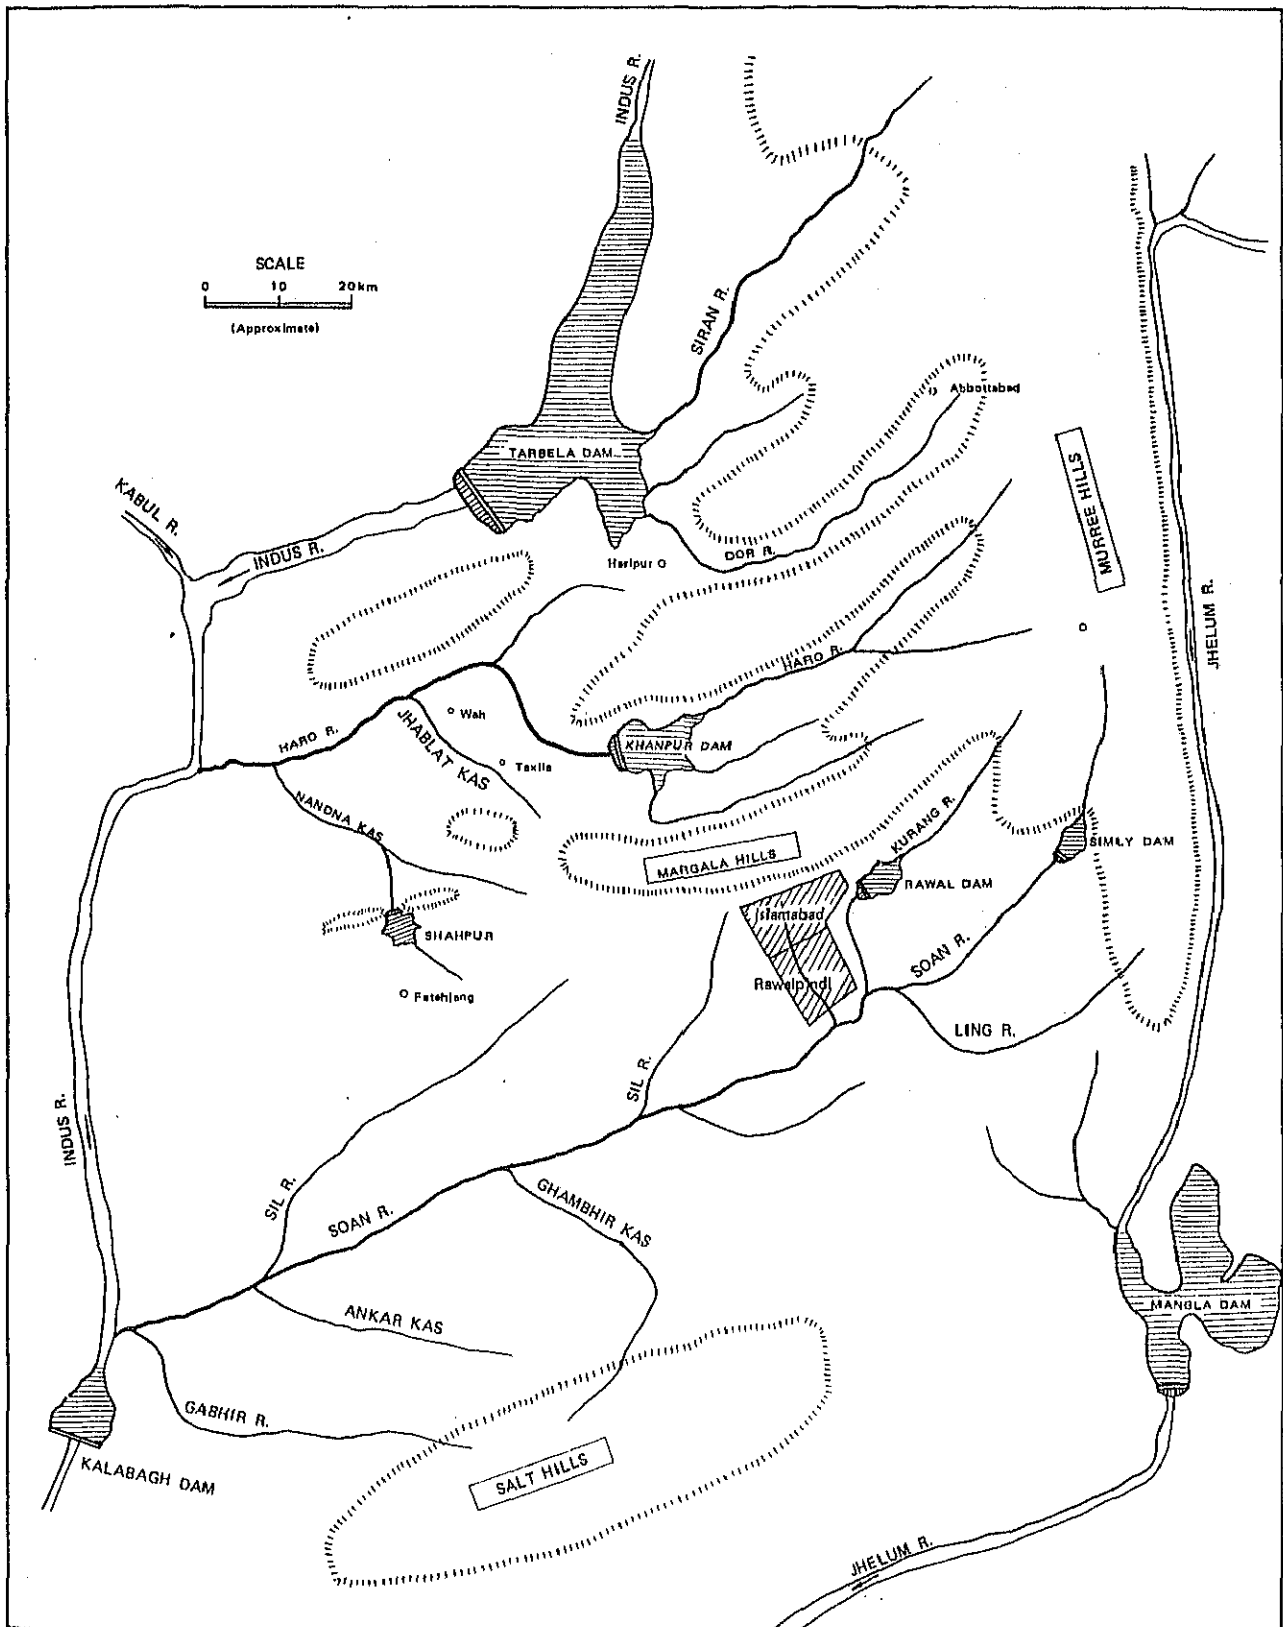 INDUS R.
SCALE
0 10 20km
(Approximate)
SIRAN R.
Abbottabad
TARBELA DAM
KABUL R.
INDUS R.
MURREE HILLS
DOR R.
Haripur
JHELUM R.
HARO R.
Wah
HARO R.
JHABLAT KAS
KHANPUR DAM
Taxila
NANDNA KAS
KURANG R.
SIMLY DAM
MARGALA HILLS
RAWAL DAM
Islamabad
SHAHPUR
SOAN R.
Rawalpindi
Fatehjang
LING R.
SIL R.
INDUS R.
SIL R.
GHAMBHIR KAS
SOAN R.
MANGLA DAM
ANKAR KAS
GABHIR R.
SALT HILLS
KALABAGH DAM
JHELUM R.